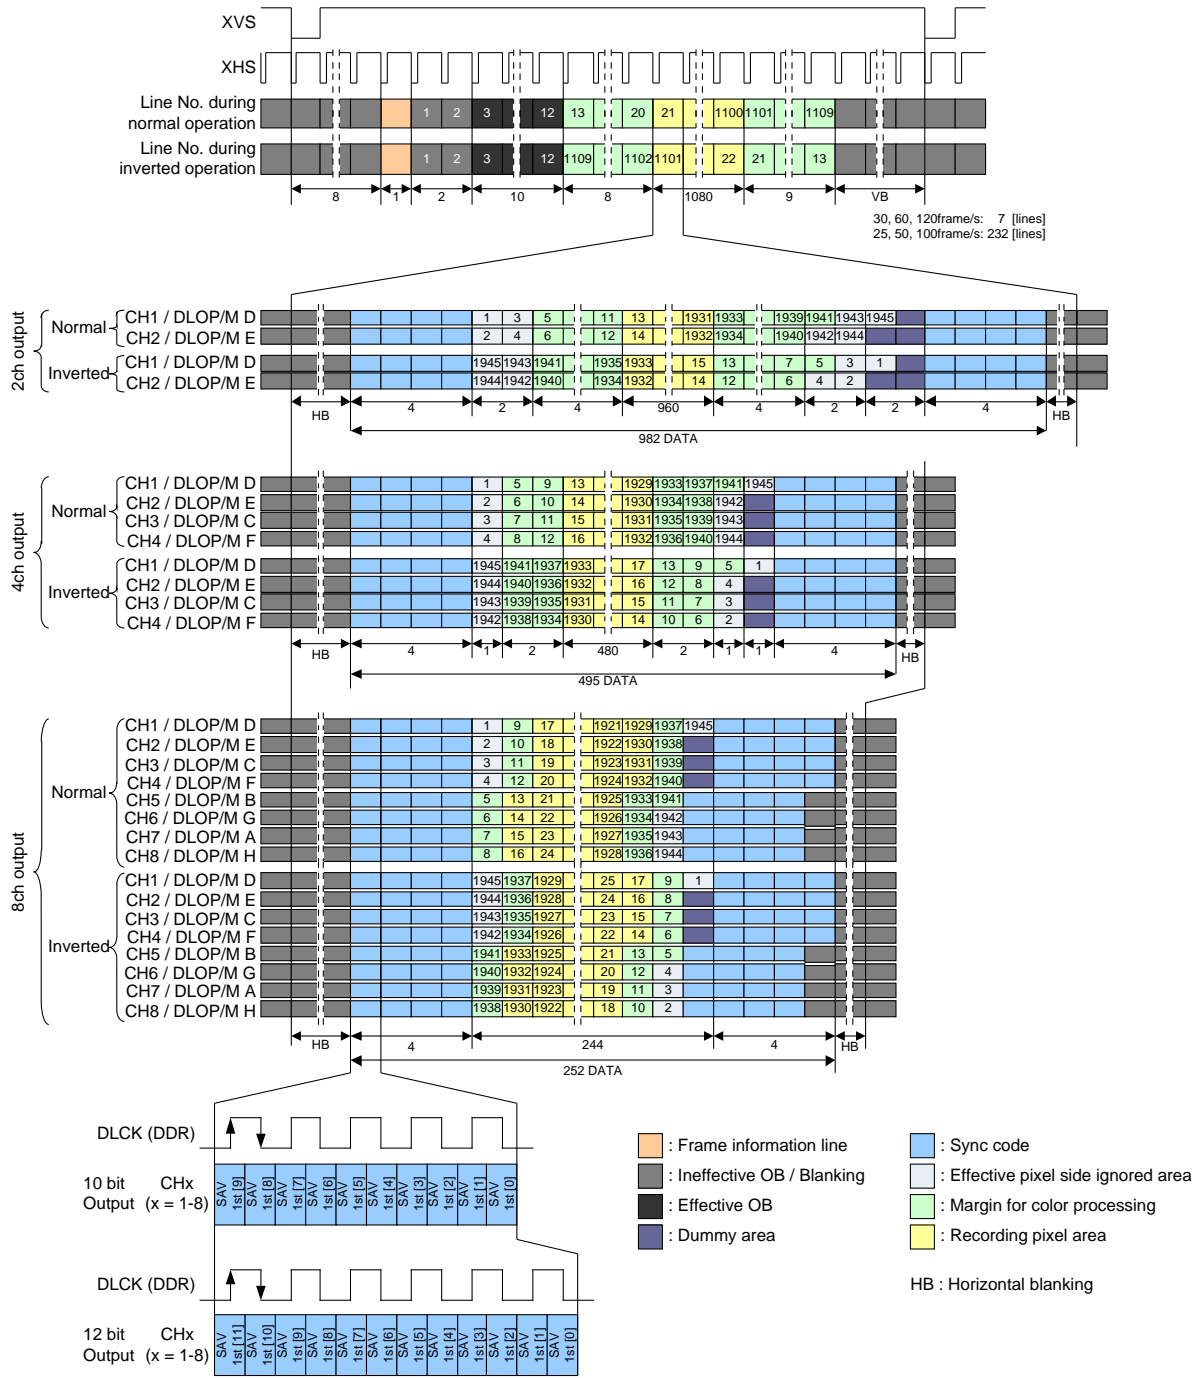 XVS
XHS
Line No. during normal operation
1 2 3 12 13 20 21 1100 1101 1109
Line No. during inverted operation
1 2 3 12 1109 1102 1101 22 21 13
8 1 2 10 8 1080 9 VB
30, 60, 120frame/s: 7 [lines]
25, 50, 100frame/s: 232 [lines]
2ch output
Normal
CH1 / DLOP/M D 1 3 5 11 13 1931 1933 1939 1941 1943 1945
CH2 / DLOP/M E 2 4 6 12 14 1932 1934 1940 1942 1944
Inverted
CH1 / DLOP/M D 1945 1943 1941 1935 1933 15 13 7 5 3 1
CH2 / DLOP/M E 1944 1942 1940 1934 1932 14 12 6 4 2
HB 4 2 4 960 4 2 2 4 HB
982 DATA
4ch output
Normal
CH1 / DLOP/M D 1 5 9 13 1929 1933 1937 1941 1945
CH2 / DLOP/M E 2 6 10 14 1930 1934 1938 1942
CH3 / DLOP/M C 3 7 11 15 1931 1935 1939 1943
CH4 / DLOP/M F 4 8 12 16 1932 1936 1940 1944
Inverted
CH1 / DLOP/M D 1945 1941 1937 1933 17 13 9 5 1
CH2 / DLOP/M E 1944 1940 1936 1932 16 12 8 4
CH3 / DLOP/M C 1943 1939 1935 1931 15 11 7 3
CH4 / DLOP/M F 1942 1938 1934 1930 14 10 6 2
HB 4 1 2 480 2 1 1 4 HB
495 DATA
8ch output
Normal
CH1 / DLOP/M D 1 9 17 1921 1929 1937 1945
CH2 / DLOP/M E 2 10 18 1922 1930 1938
CH3 / DLOP/M C 3 11 19 1923 1931 1939
CH4 / DLOP/M F 4 12 20 1924 1932 1940
CH5 / DLOP/M B 5 13 21 1925 1933 1941
CH6 / DLOP/M G 6 14 22 1926 1934 1942
CH7 / DLOP/M A 7 15 23 1927 1935 1943
CH8 / DLOP/M H 8 16 24 1928 1936 1944
Inverted
CH1 / DLOP/M D 1945 1937 1929 25 17 9 1
CH2 / DLOP/M E 1944 1936 1928 24 16 8
CH3 / DLOP/M C 1943 1935 1927 23 15 7
CH4 / DLOP/M F 1942 1934 1926 22 14 6
CH5 / DLOP/M B 1941 1933 1925 21 13 5
CH6 / DLOP/M G 1940 1932 1924 20 12 4
CH7 / DLOP/M A 1939 1931 1923 19 11 3
CH8 / DLOP/M H 1938 1930 1922 18 10 2
HB 4 244 4 HB
252 DATA
DLCK (DDR)
10 bit Output CHx (x = 1-8)
SAV 1st [9] SAV 1st [8] SAV 1st [7] SAV 1st [6] SAV 1st [5] SAV 1st [4] SAV 1st [3] SAV 1st [2] SAV 1st [1] SAV 1st [0]
DLCK (DDR)
12 bit Output CHx (x = 1-8)
SAV 1st [11] SAV 1st [10] SAV 1st [9] SAV 1st [8] SAV 1st [7] SAV 1st [6] SAV 1st [5] SAV 1st [4] SAV 1st [3] SAV 1st [2] SAV 1st [1] SAV 1st [0]
: Frame information line
: Ineffective OB / Blanking
: Effective OB
: Dummy area
: Sync code
: Effective pixel side ignored area
: Margin for color processing
: Recording pixel area
HB : Horizontal blanking